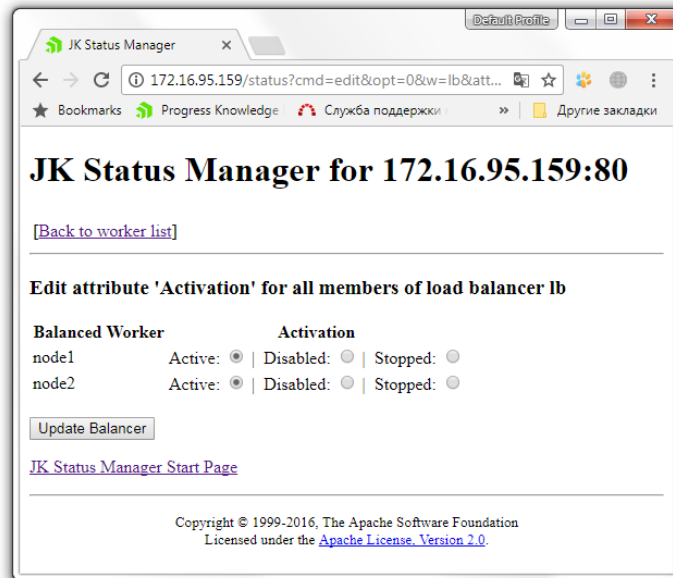 Default Profile
JK Status Manager
172.16.95.159/status?cmd=edit&opt=0&w=lb&att...
Bookmarks Progress Knowledge Служба поддержки » Другие закладки
JK Status Manager for 172.16.95.159:80
[Back to worker list]
Edit attribute 'Activation' for all members of load balancer lb
Balanced Worker Activation
node1 Active: | Disabled: | Stopped:
node2 Active: | Disabled: | Stopped:
Update Balancer
JK Status Manager Start Page
Copyright © 1999-2016, The Apache Software Foundation
Licensed under the Apache License, Version 2.0.